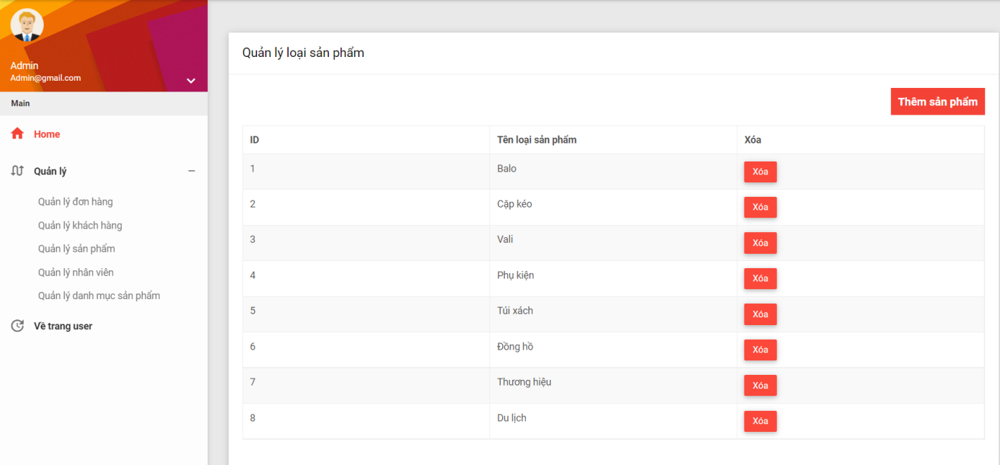 Admin
Admin@gmail.com
Main
Home
Quản lý
Quản lý đơn hàng
Quản lý khách hàng
Quản lý sản phẩm
Quản lý nhân viên
Quản lý danh mục sản phẩm
Về trang user
Quản lý loại sản phẩm
Thêm sản phẩm
ID Tên loại sản phẩm Xóa
1 Balo Xóa
2 Cặp kéo Xóa
3 Vali Xóa
4 Phụ kiện Xóa
5 Túi xách Xóa
6 Đồng hồ Xóa
7 Thương hiệu Xóa
8 Du lịch Xóa